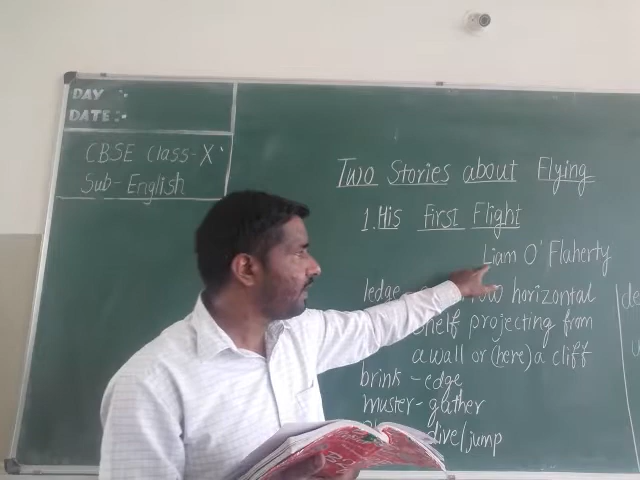 DAY :-
DATE :-
CBSE Class-X
Sub- English
Two Stories about Flying
1. His First Flight
Liam O' Flaherty
ledge horizontal
shelf projecting from
a wall or (here) a cliff
brink - edge
muster - gather
dive/jump